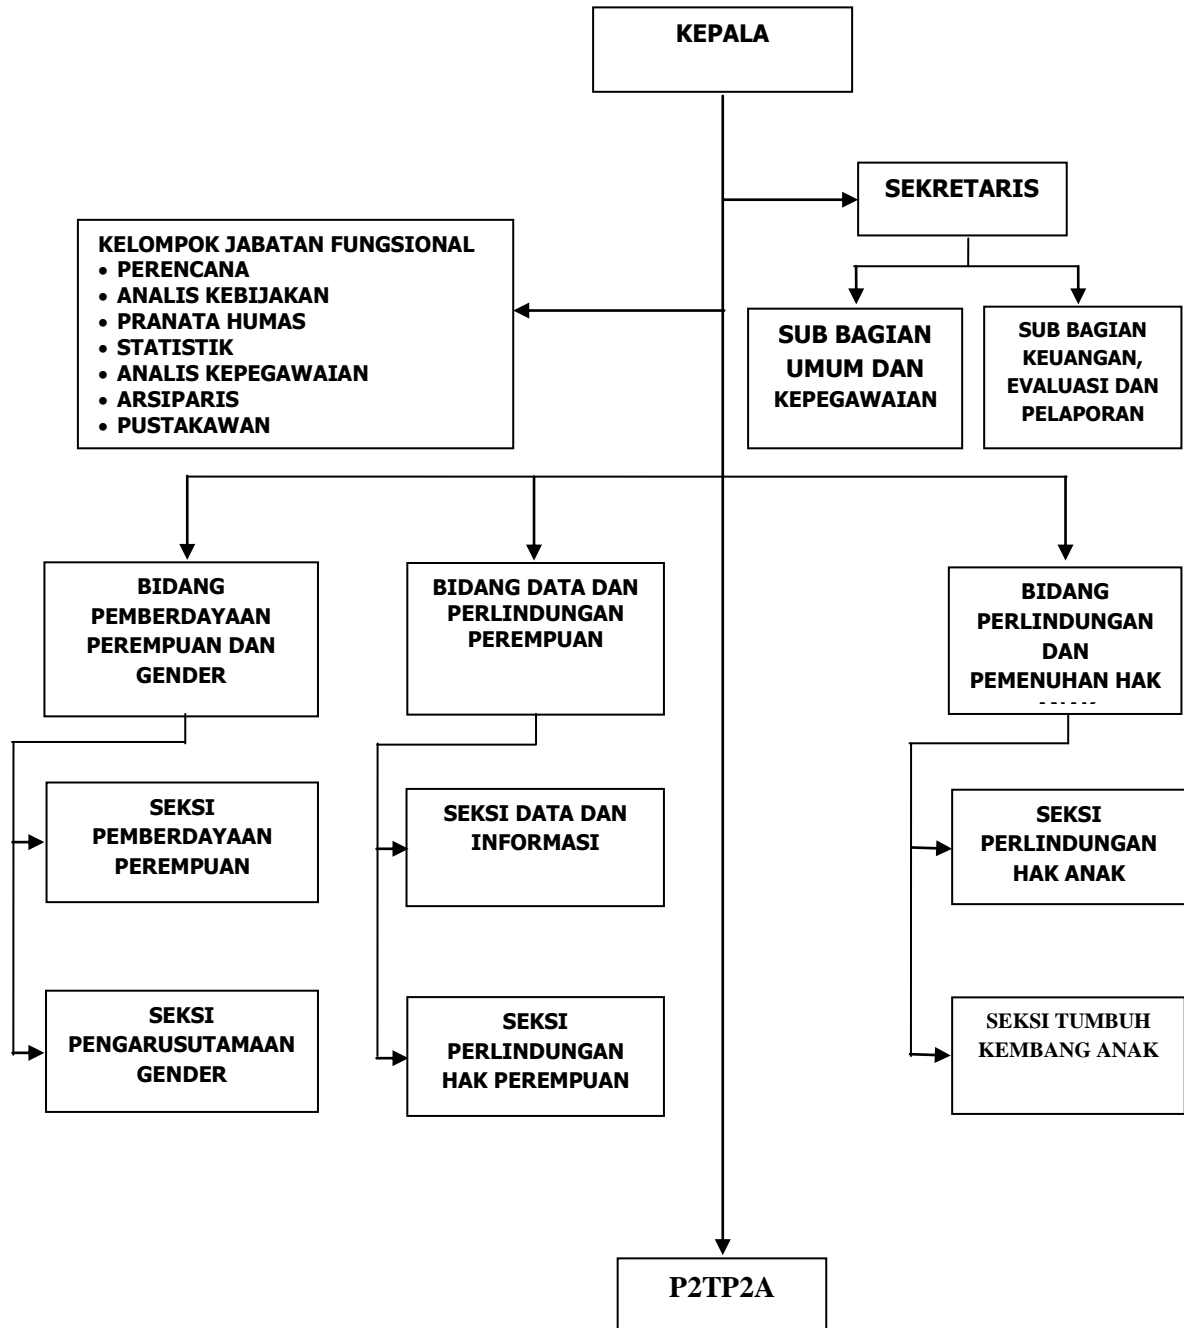 KEPALA
SEKRETARIS
KELOMPOK JABATAN FUNGSIONAL
• PERENCANA
• ANALIS KEBIJAKAN
• PRANATA HUMAS
• STATISTIK
• ANALIS KEPEGAWAIAN
• ARSIPARIS
• PUSTAKAWAN
SUB BAGIAN
UMUM DAN
KEPEGAWAIAN
SUB BAGIAN
KEUANGAN,
EVALUASI DAN
PELAPORAN
BIDANG
PEMBERDAYAAN
PEREMPUAN DAN
GENDER
BIDANG DATA DAN
PERLINDUNGAN
PEREMPUAN
BIDANG
PERLINDUNGAN
DAN
PEMENUHAN HAK
SEKSI
PEMBERDAYAAN
PEREMPUAN
SEKSI DATA DAN
INFORMASI
SEKSI
PERLINDUNGAN
HAK ANAK
SEKSI
PENGARUSUTAMAAN
GENDER
SEKSI
PERLINDUNGAN
HAK PEREMPUAN
SEKSI TUMBUH
KEMBANG ANAK
P2TP2A